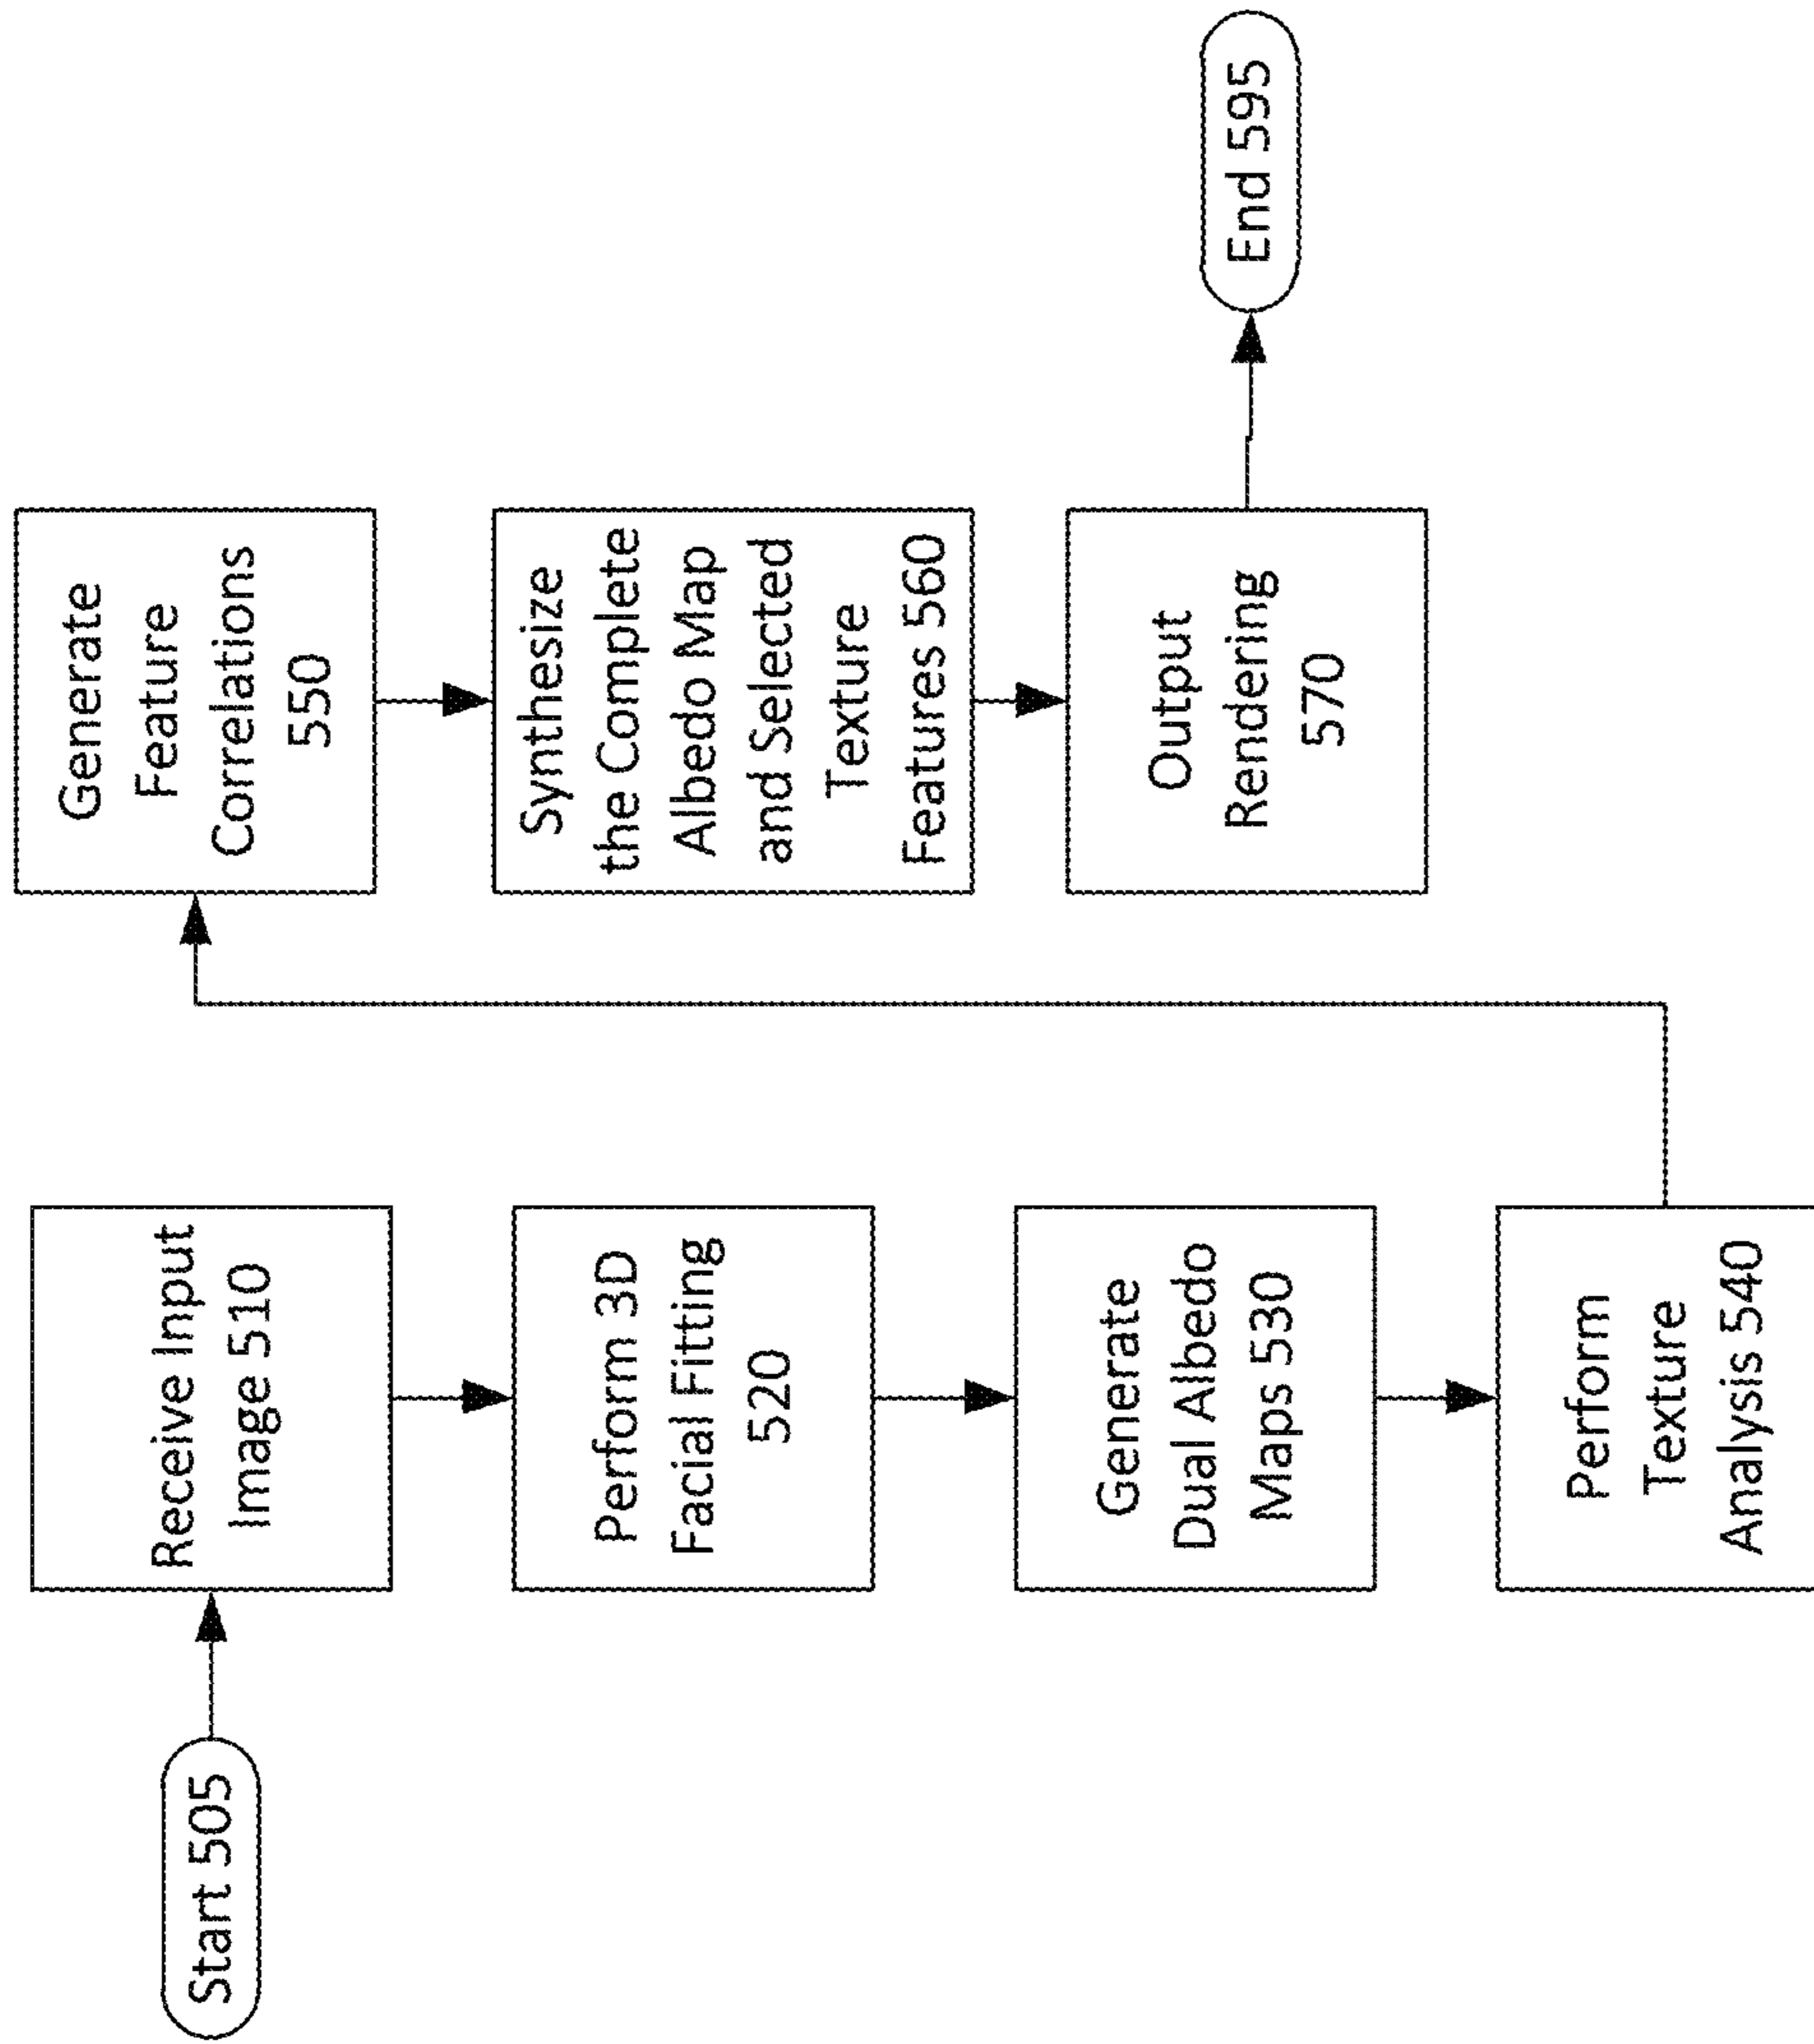 Start 505
Receive Input
Image 510
Perform 3D
Facial Fitting
520
Generate
Dual Albedo
Maps 530
Perform
Texture
Analysis 540
Generate
Feature
Correlations
550
Synthesize
the Complete
Albedo Map
and Selected
Texture
Features 560
Output
Rendering
570
End 595